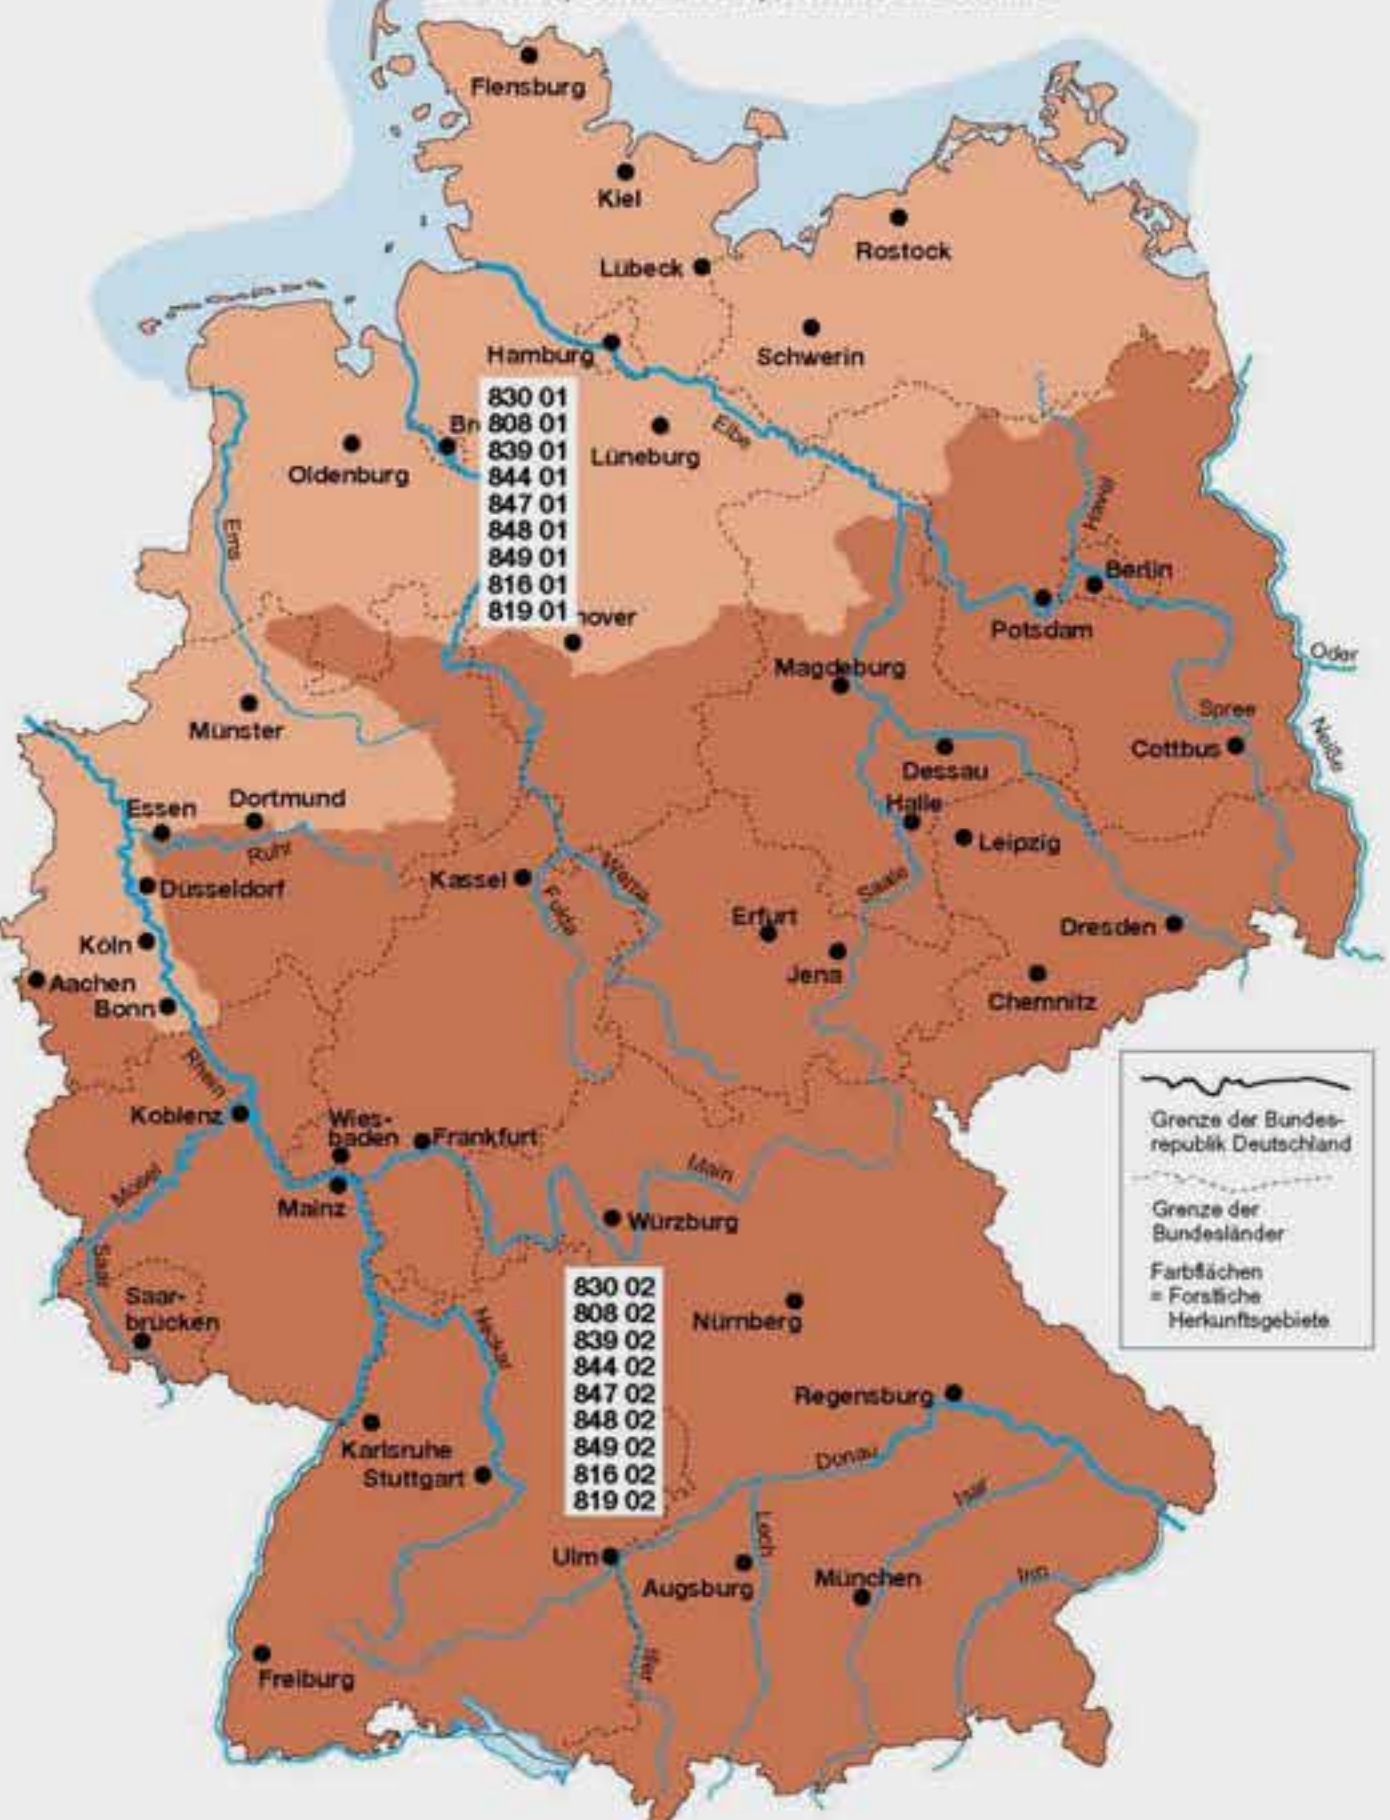 Flensburg
Kiel
Lübeck
Rostock
Schwerin
Hamburg
830 01
808 01
839 01
844 01
847 01
848 01
849 01
816 01
819 01
Br
Oldenburg
Lüneburg
Elbe
Ems
Havel
Berlin
Potsdam
nover
Magdeburg
Oder
Münster
Spree
Neiße
Cottbus
Dessau
Essen
Dortmund
Ruhr
Halle
Leipzig
Kassel
Werra
Fulda
Düsseldorf
Saale
Erfurt
Dresden
Köln
Jena
Aachen
Bonn
Chemnitz
Rhein
Koblenz
Wies-
baden
Frankfurt
Mainz
Main
Mosel
Würzburg
Saar
Saar-
brücken
Neckar
830 02
808 02
839 02
844 02
847 02
848 02
849 02
816 02
819 02
Nürnberg
Regensburg
Karlsruhe
Stuttgart
Donau
Isar
Lech
Ulm
Augsburg
München
Inn
Iller
Freiburg
Grenze der Bundes-
republik Deutschland
Grenze der
Bundesländer
Farbflächen
= Forstliche
Herkunftsgebiete